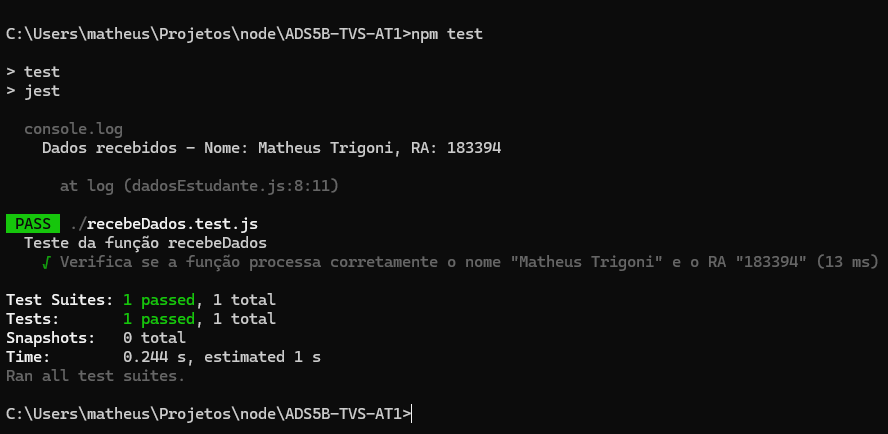 C:\Users\matheus\Projetos\node\ADS5B-TVS-AT1>npm test
> test
> jest
console.log
Dados recebidos - Nome: Matheus Trigoni, RA: 183394
at log (dadosEstudante.js:8:11)
PASS ./recebeDados.test.js
Teste da função recebeDados
√ Verifica se a função processa corretamente o nome "Matheus Trigoni" e o RA "183394" (13 ms)
Test Suites: 1 passed, 1 total
Tests: 1 passed, 1 total
Snapshots: 0 total
Time: 0.244 s, estimated 1 s
Ran all test suites.
C:\Users\matheus\Projetos\node\ADS5B-TVS-AT1>